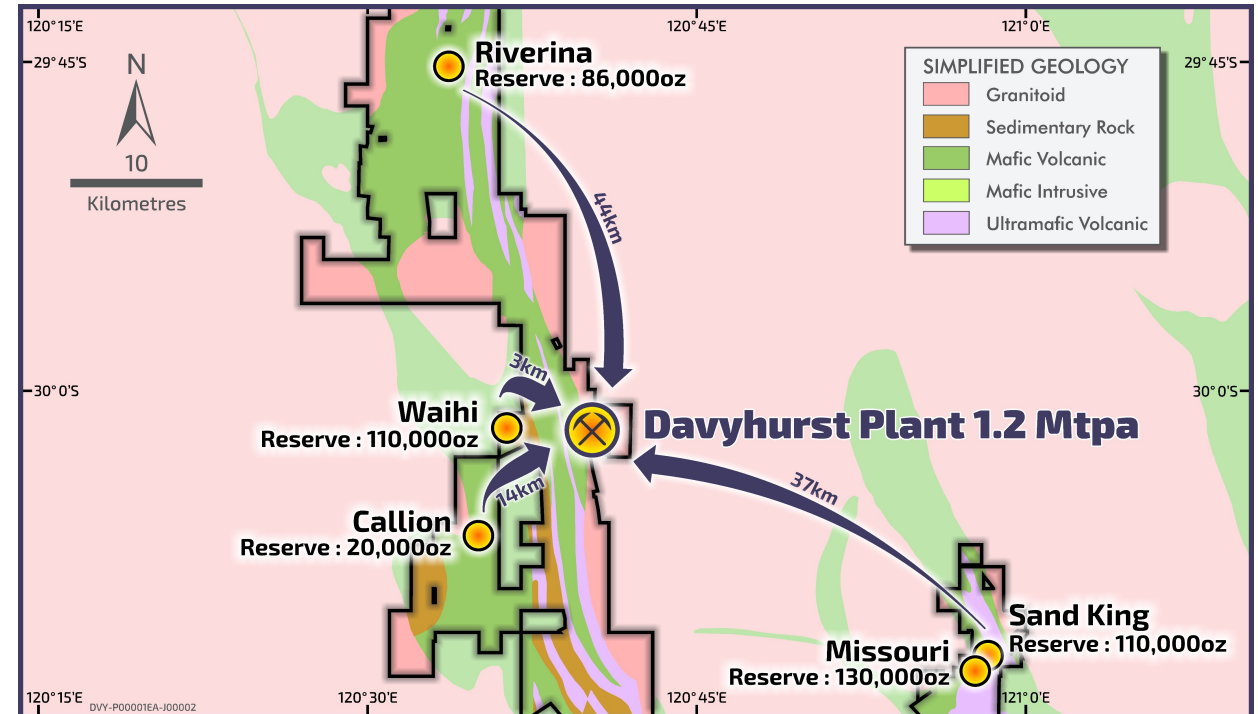 120°15'E
120°45'E
121°0'E
29°45'S
29°45'S
N
10
Kilometres
Riverina
Reserve : 86,000oz
SIMPLIFIED GEOLOGY
Granitoid
Sedimentary Rock
Mafic Volcanic
Mafic Intrusive
Ultramafic Volcanic
44km
30°0'S
30°0'S
3km
Waihi
Reserve : 110,000oz
Davyhurst Plant 1.2 Mtpa
14km
37km
Callion
Reserve : 20,000oz
Sand King
Reserve : 110,000oz
Missouri
Reserve : 130,000oz
120°15'E
120°30'E
120°45'E
121°0'E
DVY-P00001EA-J00002